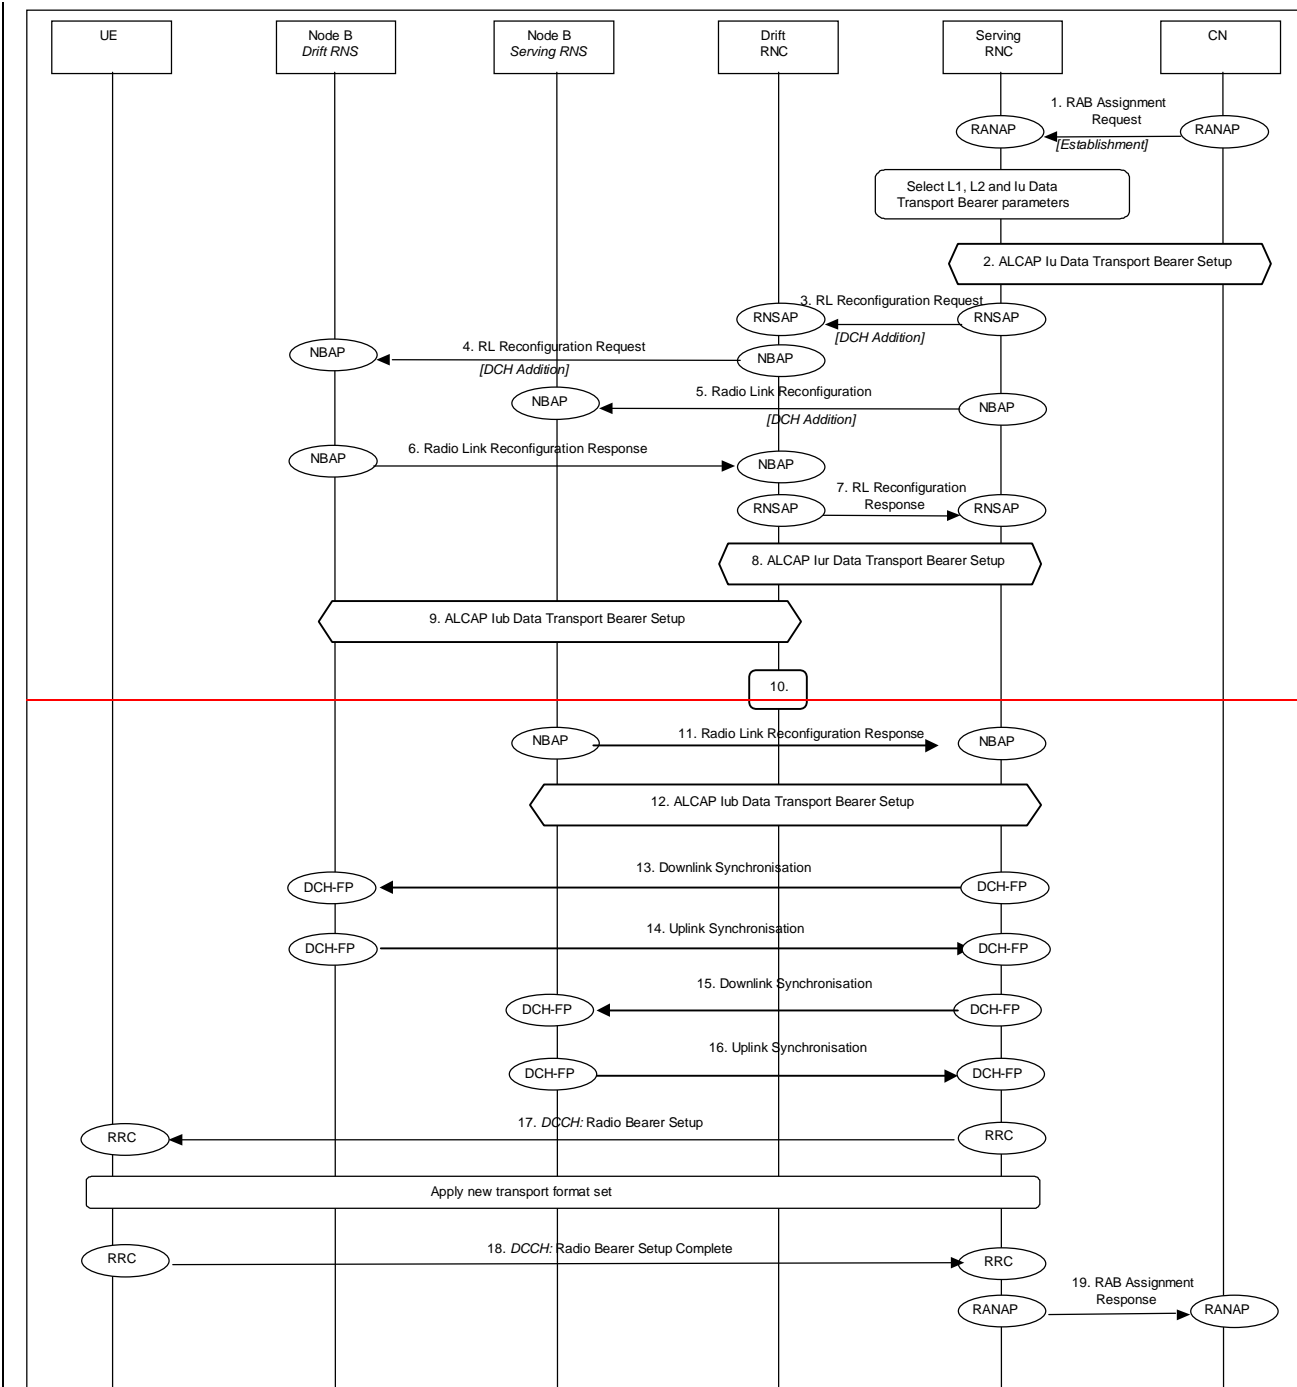 UE
Node B
Drift RNS
Node B
Serving RNS
Drift
RNC
Serving
RNC
CN
1. RAB Assignment
Request
RANAP
RANAP
[Establishment]
Select L1, L2 and Iu Data
Transport Bearer parameters
2. ALCAP Iu Data Transport Bearer Setup
3. RL Reconfiguration Request
RNSAP
RNSAP
[DCH Addition]
4. RL Reconfiguration Request
NBAP
NBAP
[DCH Addition]
5. Radio Link Reconfiguration
NBAP
NBAP
[DCH Addition]
6. Radio Link Reconfiguration Response
NBAP
NBAP
7. RL Reconfiguration
Response
RNSAP
RNSAP
8. ALCAP Iur Data Transport Bearer Setup
9. ALCAP Iub Data Transport Bearer Setup
10.
11. Radio Link Reconfiguration Response
NBAP
NBAP
12. ALCAP Iub Data Transport Bearer Setup
13. Downlink Synchronisation
DCH-FP
DCH-FP
14. Uplink Synchronisation
DCH-FP
DCH-FP
15. Downlink Synchronisation
DCH-FP
DCH-FP
16. Uplink Synchronisation
DCH-FP
DCH-FP
17. DCCH: Radio Bearer Setup
RRC
RRC
Apply new transport format set
18. DCCH: Radio Bearer Setup Complete
RRC
RRC
19. RAB Assignment
Response
RANAP
RANAP